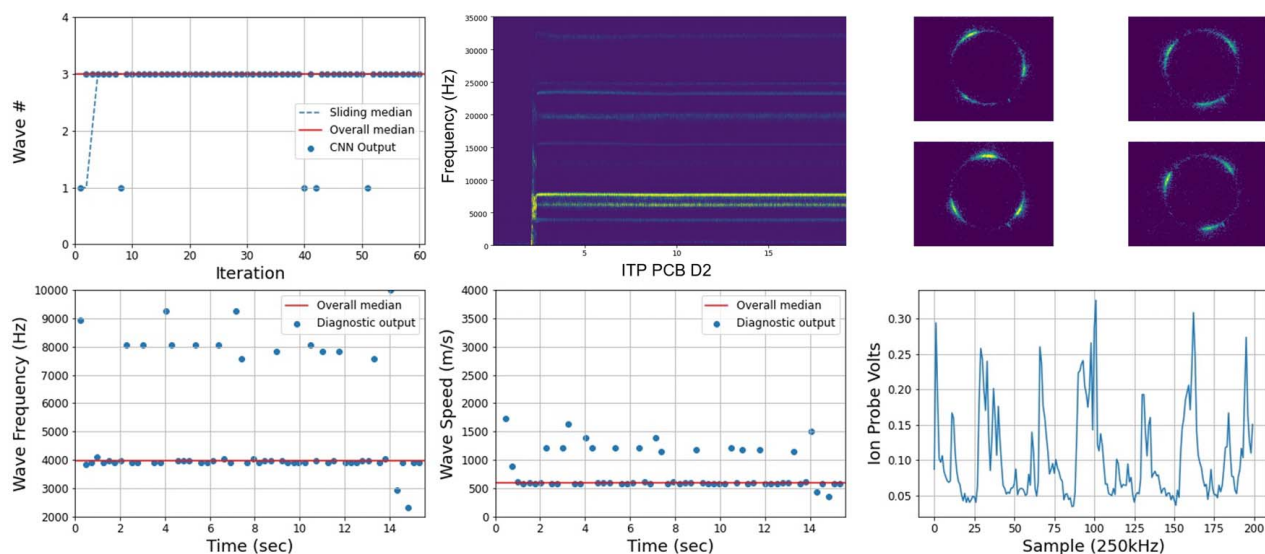 4
3
2
1
0
Wave #
Sliding median
Overall median
CNN Output
0 10 20 30 40 50 60
Iteration
35000
30000
25000
20000
15000
10000
5000
0
Frequency (Hz)
5 10 15
ITP PCB D2
10000
9000
8000
7000
6000
5000
4000
3000
2000
Wave Frequency (Hz)
Overall median
Diagnostic output
0 2 4 6 8 10 12 14
Time (sec)
4000
3500
3000
2500
2000
1500
1000
500
0
Wave Speed (m/s)
Overall median
Diagnostic output
0 2 4 6 8 10 12 14
Time (sec)
0.30
0.25
0.20
0.15
0.10
0.05
Ion Probe Volts
0 25 50 75 100 125 150 175 200
Sample (250kHz)